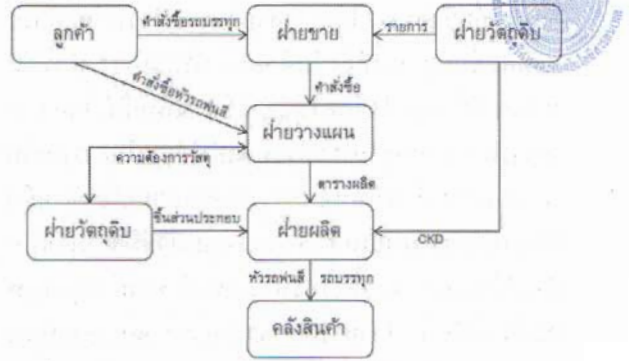 ลูกค้า
คำสั่งซื้อรถบรรทุก
ฝ่ายขาย
รายการ
ฝ่ายวัตถุดิบ
คำสั่งซื้อหัวรถพ่นสี
คำสั่งซื้อ
ฝ่ายวางแผน
ความต้องการวัสดุ
ตารางผลิต
ฝ่ายวัตถุดิบ
ชิ้นส่วนประกอบ
ฝ่ายผลิต
CKD
หัวรถพ่นสี
รถบรรทุก
คลังสินค้า